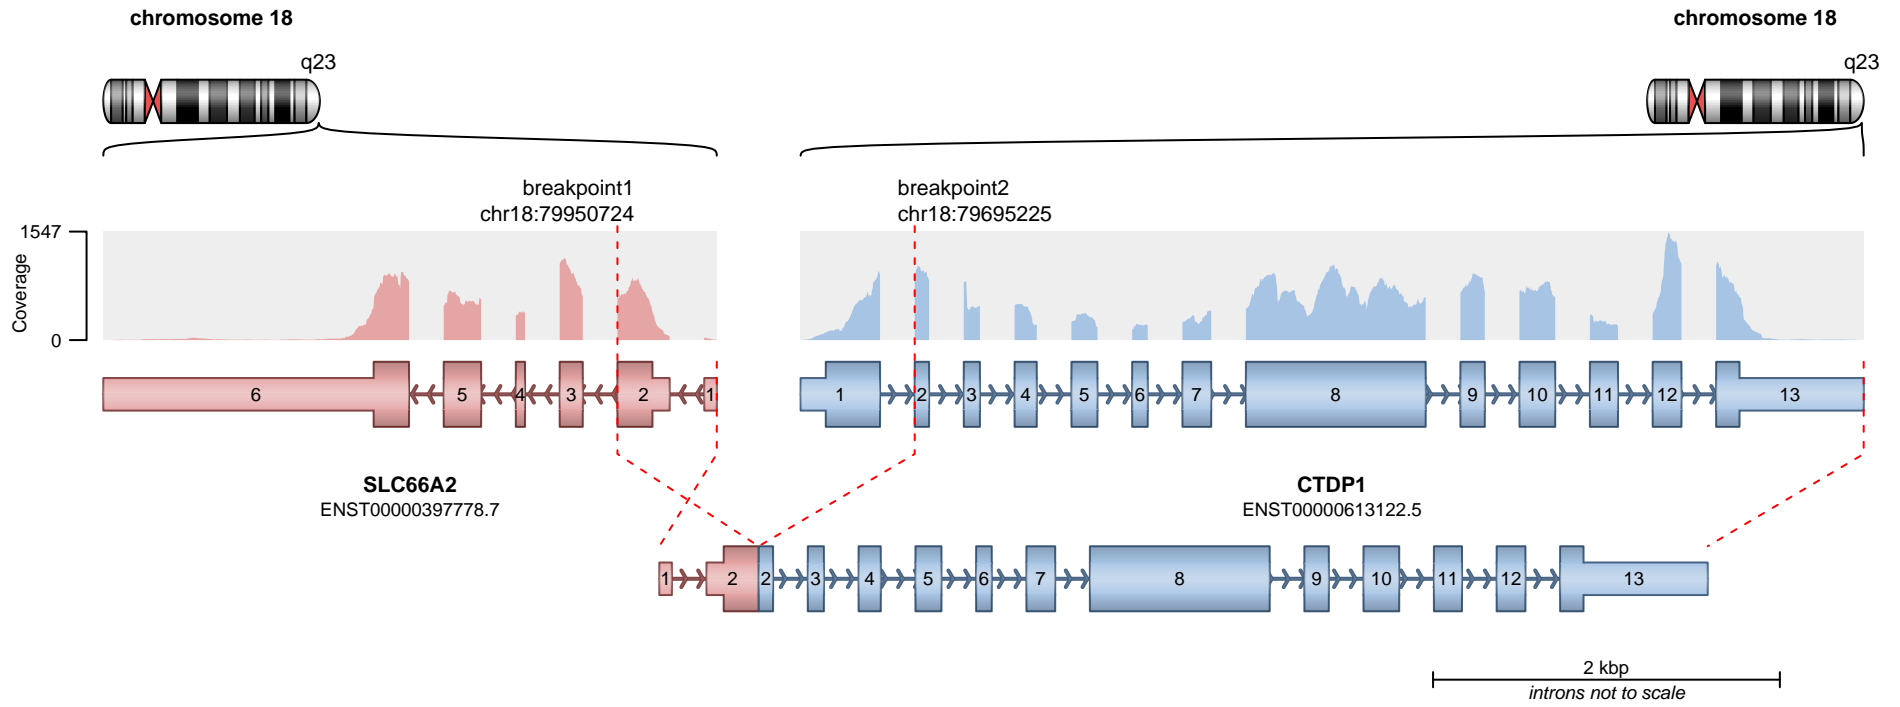 chromosome 18
chromosome 18
q23
q23
breakpoint1
chr18:79950724
breakpoint2
chr18:79695225
1547
Coverage
0
6 5 4 3 2 1
1 2 3 4 5 6 7 8 9 10 11 12 13
SLC66A2
ENST00000397778.7
CTDP1
ENST00000613122.5
1 2 2 3 4 5 6 7 8 9 10 11 12 13
2 kbp
introns not to scale